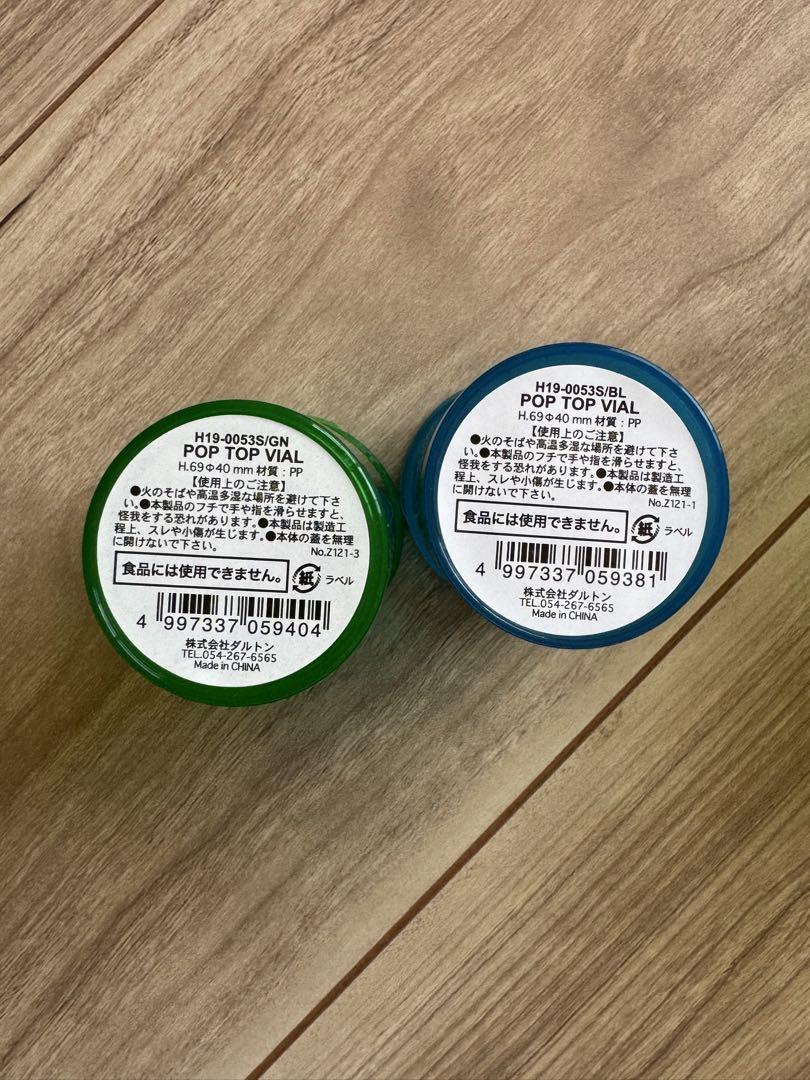 H19-0053S/GN
POP TOP VIAL
H.69Φ40 mm 材質：PP
【使用上のご注意】
●火のそばや高温多湿な場所を避けて下さ
い。●本製品のフチで手や指を滑らせますと、
怪我をする恐れがあります。●本製品は製造工
程上、スレや小傷が生じます。●本体の蓋を無理
に開けないで下さい。
No.Z121-3
食品には使用できません。
紙 ラベル
4 997337 059404
株式会社ダルトン
TEL.054-267-6565
Made in CHINA
H19-0053S/BL
POP TOP VIAL
H.69Φ40 mm 材質：PP
【使用上のご注意】
●火のそばや高温多湿な場所を避けて下さ
い。●本製品のフチで手や指を滑らせますと、
怪我をする恐れがあります。●本製品は製造工
程上、スレや小傷が生じます。●本体の蓋を無理
に開けないで下さい。
No.Z121-1
食品には使用できません。
紙 ラベル
4 997337 059381
株式会社ダルトン
TEL.054-267-6565
Made in CHINA